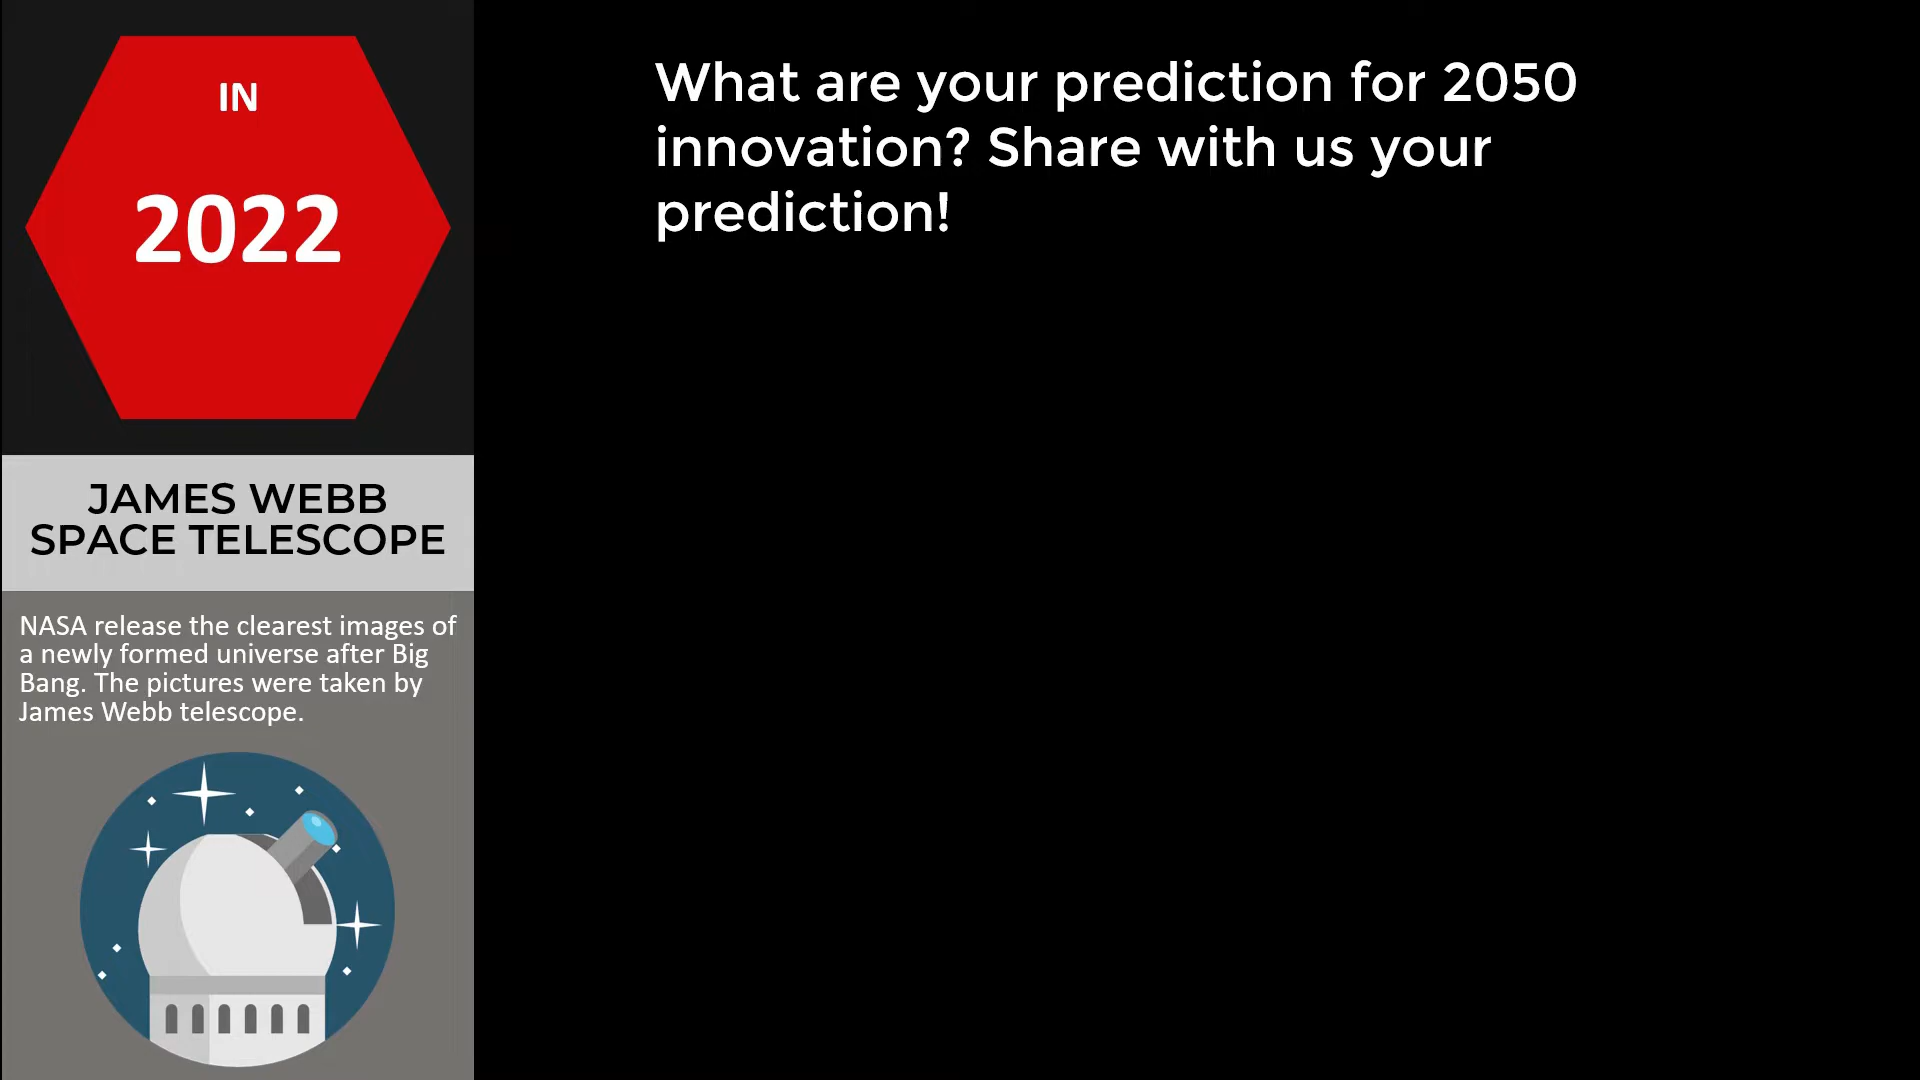 IN
2022
JAMES WEBB
SPACE TELESCOPE
NASA release the clearest images of
a newly formed universe after Big
Bang. The pictures were taken by
James Webb telescope.
What are your prediction for 2050
innovation? Share with us your
prediction!